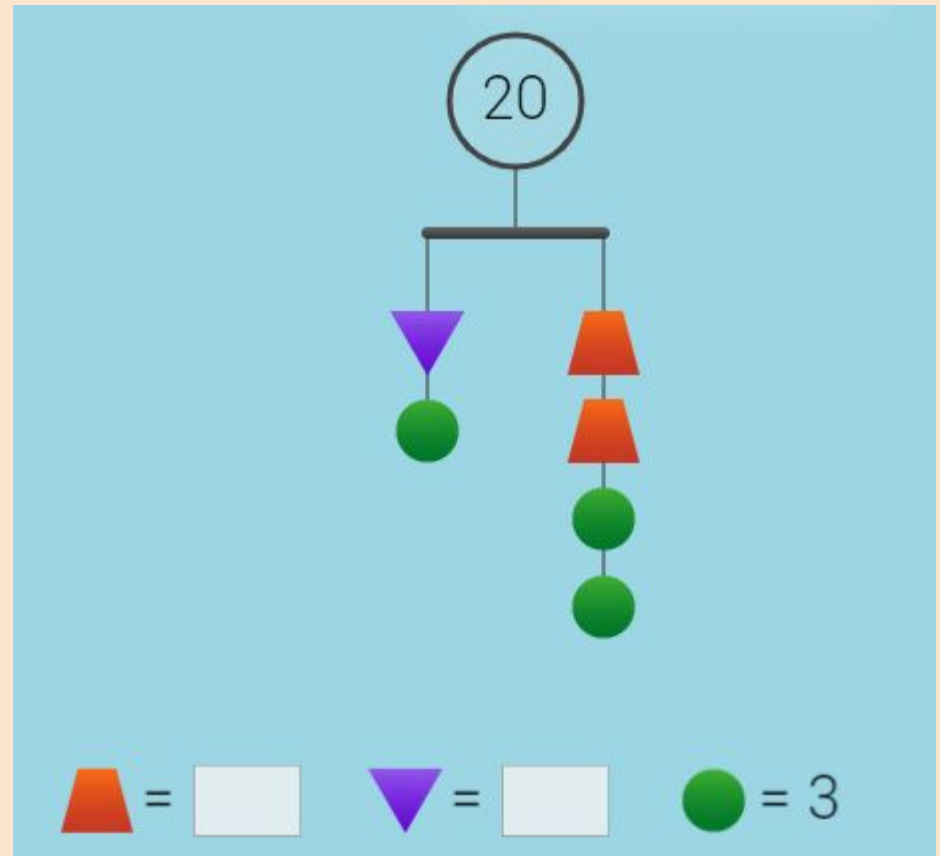 20
= = = 3